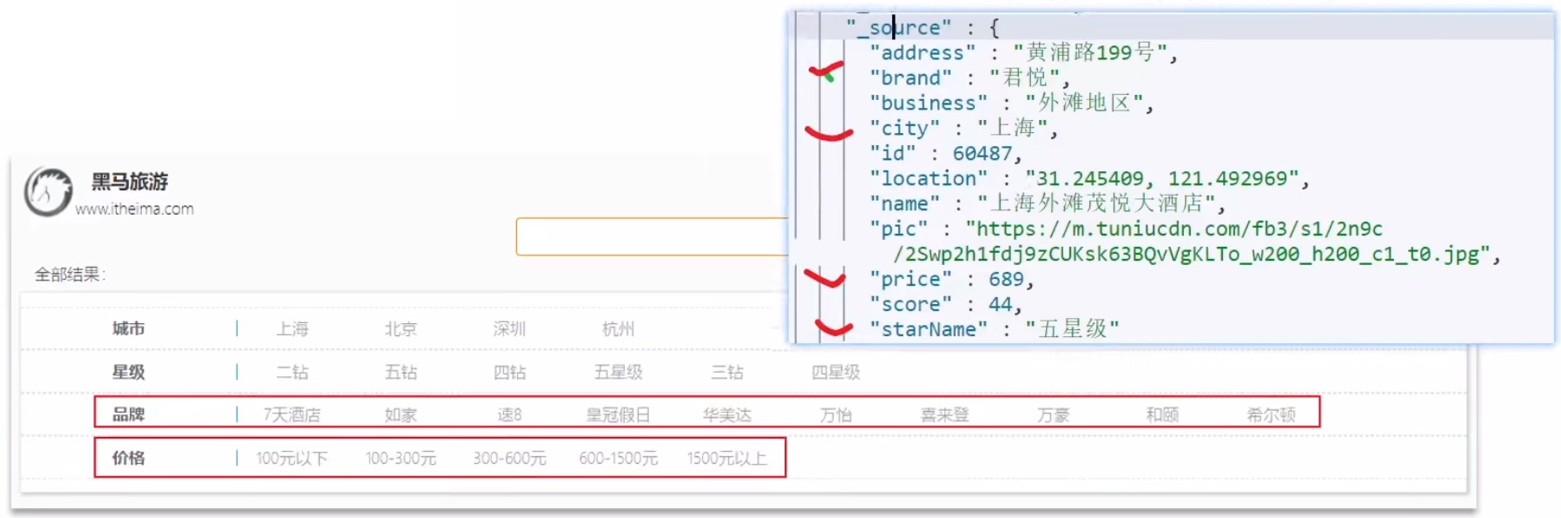 "_source" : {
"address" : "黄浦路199号",
"brand" : "君悦",
"business" : "外滩地区",
"city" : "上海",
"id" : 60487,
"location" : "31.245409, 121.492969",
"name" : "上海外滩茂悦大酒店",
"pic" : "https://m.tuniucdn.com/fb3/s1/2n9c
/2Swp2h1fdj9zCUKsk63BQvVgKLTo_w200_h200_c1_t0.jpg",
"price" : 689,
"score" : 44,
"starName" : "五星级"
黑马旅游
www.itheima.com
全部结果:
城市 | 上海 北京 深圳 杭州
星级 | 二钻 五钻 四钻 五星级 三钻 四星级
品牌 | 7天酒店 如家 速8 皇冠假日 华美达 万怡 喜来登 万豪 和颐 希尔顿
价格 | 100元以下 100-300元 300-600元 600-1500元 1500元以上